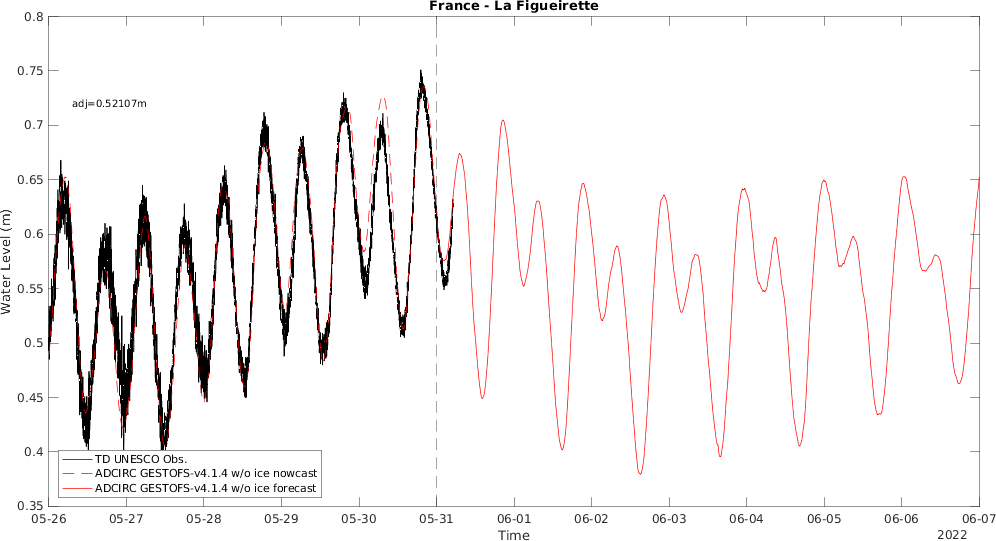 France - La Figueirette
0.8
0.75
0.7
0.65
0.6
0.55
0.5
0.45
0.4
0.35
Water Level (m)
adj=0.52107m
TD UNESCO Obs.
ADCIRC GESTOFS-v4.1.4 w/o ice nowcast
ADCIRC GESTOFS-v4.1.4 w/o ice forecast
05-26 05-27 05-28 05-29 05-30 05-31 06-01 06-02 06-03 06-04 06-05 06-06 06-07
Time
2022